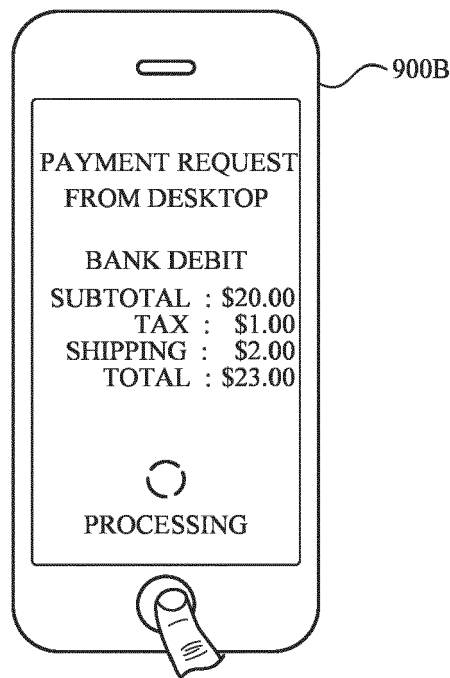 900B
PAYMENT REQUEST
FROM DESKTOP
BANK DEBIT
SUBTOTAL : $20.00
TAX : $1.00
SHIPPING : $2.00
TOTAL : $23.00
PROCESSING